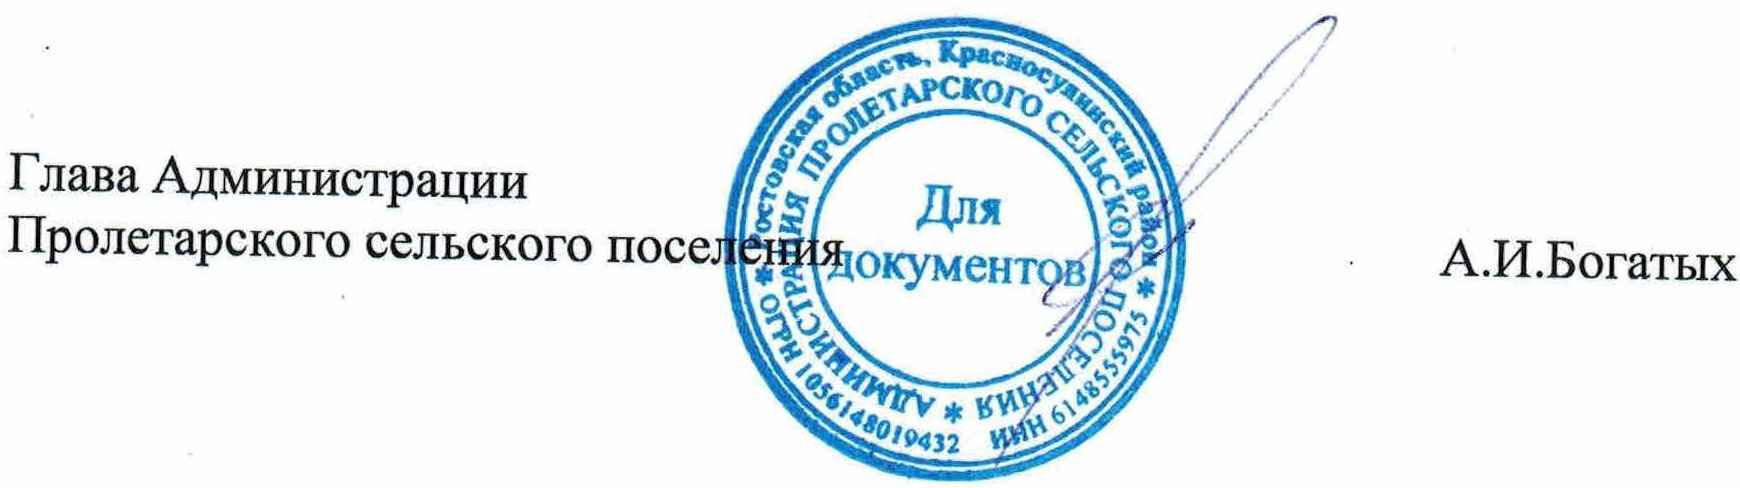 Глава Администрации
Пролетарского сельского поселения
А.И.Богатых
* Ростовская область, Красносулинский район *
ОГРН 1056148019432 ИНН 6148555975
АДМИНИСТРАЦИЯ ПРОЛЕТАРСКОГО СЕЛЬСКОГО ПОСЕЛЕНИЯ *
Для
документов